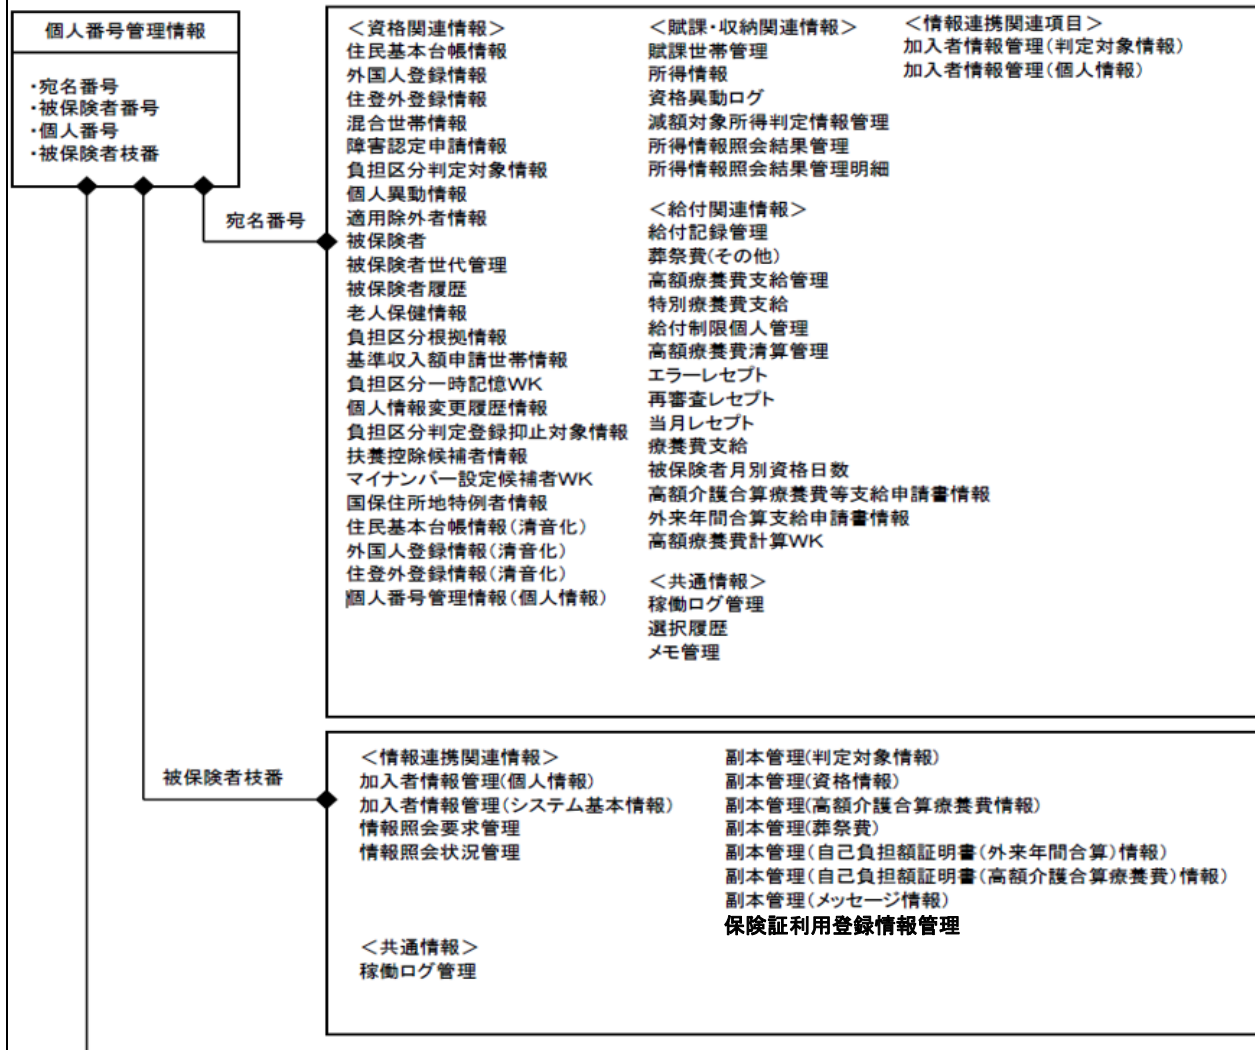 個人番号管理情報
・宛名番号
・被保険者番号
・個人番号
・被保険者枝番
宛名番号
＜資格関連情報＞
住民基本台帳情報
外国人登録情報
住登外登録情報
混合世帯情報
障害認定申請情報
負担区分判定対象情報
個人異動情報
適用除外者情報
被保険者
被保険者世代管理
被保険者履歴
老人保健情報
負担区分根拠情報
基準収入額申請世帯情報
負担区分一時記憶WK
個人情報変更履歴情報
負担区分判定登録抑止対象情報
扶養控除候補者情報
マイナンバー設定候補者WK
国保住所地特例者情報
住民基本台帳情報(清音化)
外国人登録情報(清音化)
住登外登録情報(清音化)
個人番号管理情報(個人情報)
＜賦課・収納関連情報＞
賦課世帯管理
所得情報
資格異動ログ
減額対象所得判定情報管理
所得情報照会結果管理
所得情報照会結果管理明細
＜給付関連情報＞
給付記録管理
葬祭費(その他)
高額療養費支給管理
特別療養費支給
給付制限個人管理
高額療養費清算管理
エラーレセプト
再審査レセプト
当月レセプト
療養費支給
被保険者月別資格日数
高額介護合算療養費等支給申請書情報
外来年間合算支給申請書情報
高額療養費計算WK
＜共通情報＞
稼働ログ管理
選択履歴
メモ管理
＜情報連携関連項目＞
加入者情報管理(判定対象情報)
加入者情報管理(個人情報)
被保険者枝番
＜情報連携関連情報＞
加入者情報管理(個人情報)
加入者情報管理(システム基本情報)
情報照会要求管理
情報照会状況管理
＜共通情報＞
稼働ログ管理
副本管理(判定対象情報)
副本管理(資格情報)
副本管理(高額介護合算療養費情報)
副本管理(葬祭費)
副本管理(自己負担額証明書(外来年間合算)情報)
副本管理(自己負担額証明書(高額介護合算療養費)情報)
副本管理(メッセージ情報)
保険証利用登録情報管理